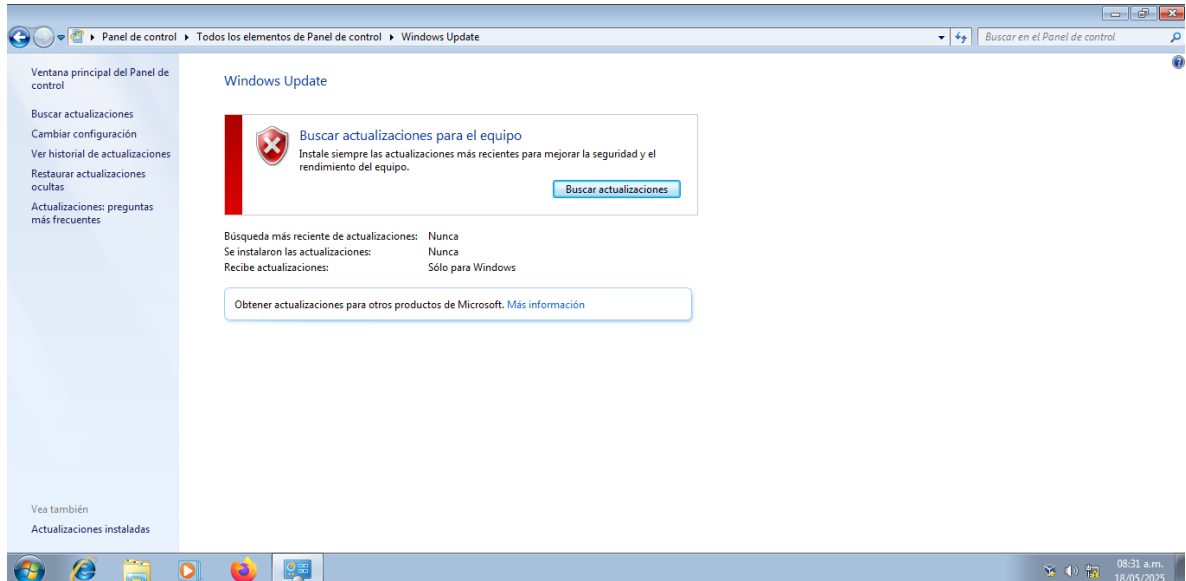 Panel de control ▸ Todos los elementos de Panel de control ▸ Windows Update
Buscar en el Panel de control
Ventana principal del Panel de
control
Buscar actualizaciones
Cambiar configuración
Ver historial de actualizaciones
Restaurar actualizaciones
ocultas
Actualizaciones: preguntas
más frecuentes
Vea también
Actualizaciones instaladas
Windows Update
Buscar actualizaciones para el equipo
Instale siempre las actualizaciones más recientes para mejorar la seguridad y el
rendimiento del equipo.
Buscar actualizaciones
Búsqueda más reciente de actualizaciones: Nunca
Se instalaron las actualizaciones: Nunca
Recibe actualizaciones: Sólo para Windows
Obtener actualizaciones para otros productos de Microsoft. Más información
08:31 a.m.
18/05/2025